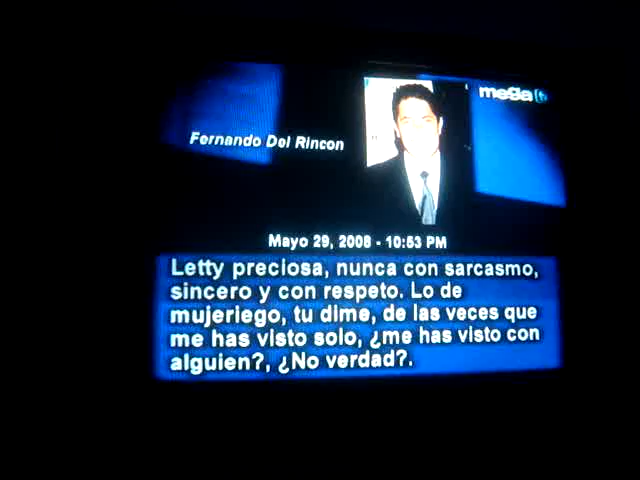 mega tv
Fernando Del Rincon
Mayo 29, 2008 - 10:53 PM
Letty preciosa, nunca con sarcasmo,
sincero y con respeto. Lo de
mujeriego, tu dime, de las veces que
me has visto solo, ¿me has visto con
alguien?, ¿No verdad?.